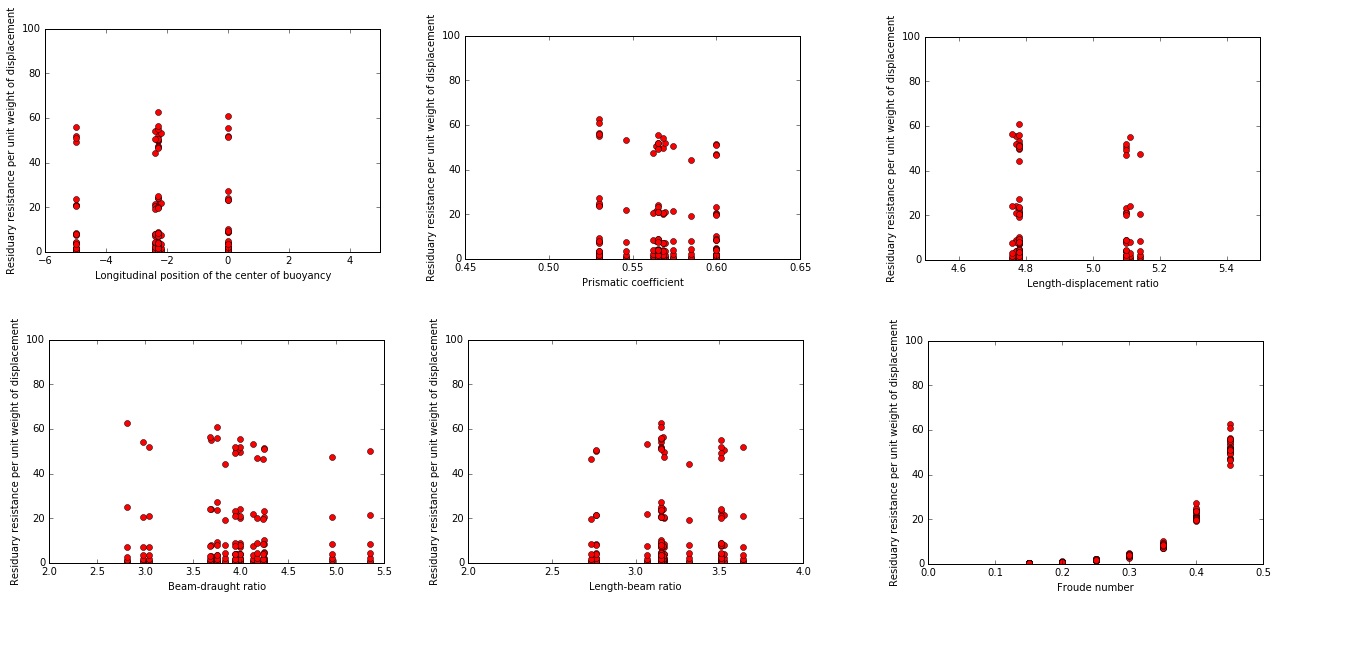 Residuary resistance per unit weight of displacement
100
80
60
40
20
0
−6 −4 −2 0 2 4
Longitudinal position of the center of buoyancy
Residuary resistance per unit weight of displacement
100
80
60
40
20
0
0.45 0.50 0.55 0.60 0.65
Prismatic coefficient
Residuary resistance per unit weight of displacement
100
80
60
40
20
0
4.6 4.8 5.0 5.2 5.4
Length-displacement ratio
Residuary resistance per unit weight of displacement
100
80
60
40
20
0
2.0 2.5 3.0 3.5 4.0 4.5 5.0 5.5
Beam-draught ratio
Residuary resistance per unit weight of displacement
100
80
60
40
20
0
2.0 2.5 3.0 3.5 4.0
Length-beam ratio
Residuary resistance per unit weight of displacement
100
80
60
40
20
0
0.0 0.1 0.2 0.3 0.4 0.5
Froude number